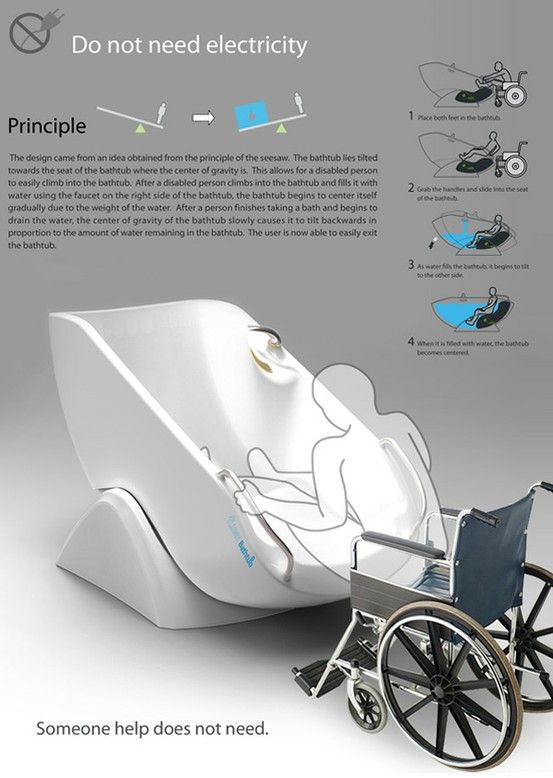 Do not need electricity
Principle
The design came from an idea obtained from the principle of the seesaw. The bathtub lies tilted
towards the seat of the bathtub where the center of gravity is. This allows for a disabled person
to easily climb into the bathtub. After a disabled person climbs into the bathtub and fills it with
water using the faucet on the right side of the bathtub, the bathtub begins to center itself
gradually due to the weight of the water. After a person finishes taking a bath and begins to
drain the water, the center of gravity of the bathtub slowly causes it to tilt backwards in
proportion to the amount of water remaining in the bathtub. The user is now able to easily exit
the bathtub.
1 Place both feet in the bathtub.
2 Grab the handles and slide into the seat
of the bathtub.
3 As water fills the bathtub, it begins to tilt
to the other side.
4 When it is filled with water, the bathtub
becomes centered.
Bathtub
Someone help does not need.